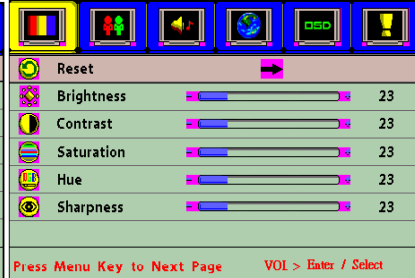 OSD
Reset
Brightness 23
Contrast 23
Saturation 23
Hue 23
Sharpness 23
Press Menu Key to Next Page VOL > Enter / Select